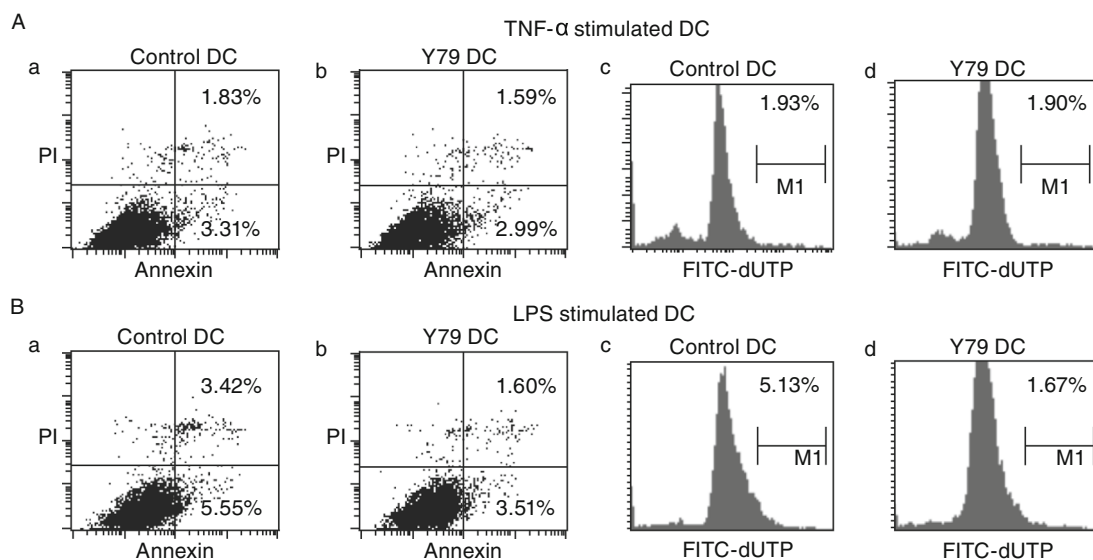 A
TNF-α stimulated DC
a
Control DC
1.83%
3.31%
PI
Annexin
b
Y79 DC
1.59%
2.99%
Annexin
c
Control DC
1.93%
M1
FITC-dUTP
d
Y79 DC
1.90%
M1
FITC-dUTP
B
LPS stimulated DC
a
Control DC
3.42%
5.55%
PI
Annexin
b
Y79 DC
1.60%
3.51%
Annexin
c
Control DC
5.13%
M1
FITC-dUTP
d
Y79 DC
1.67%
M1
FITC-dUTP